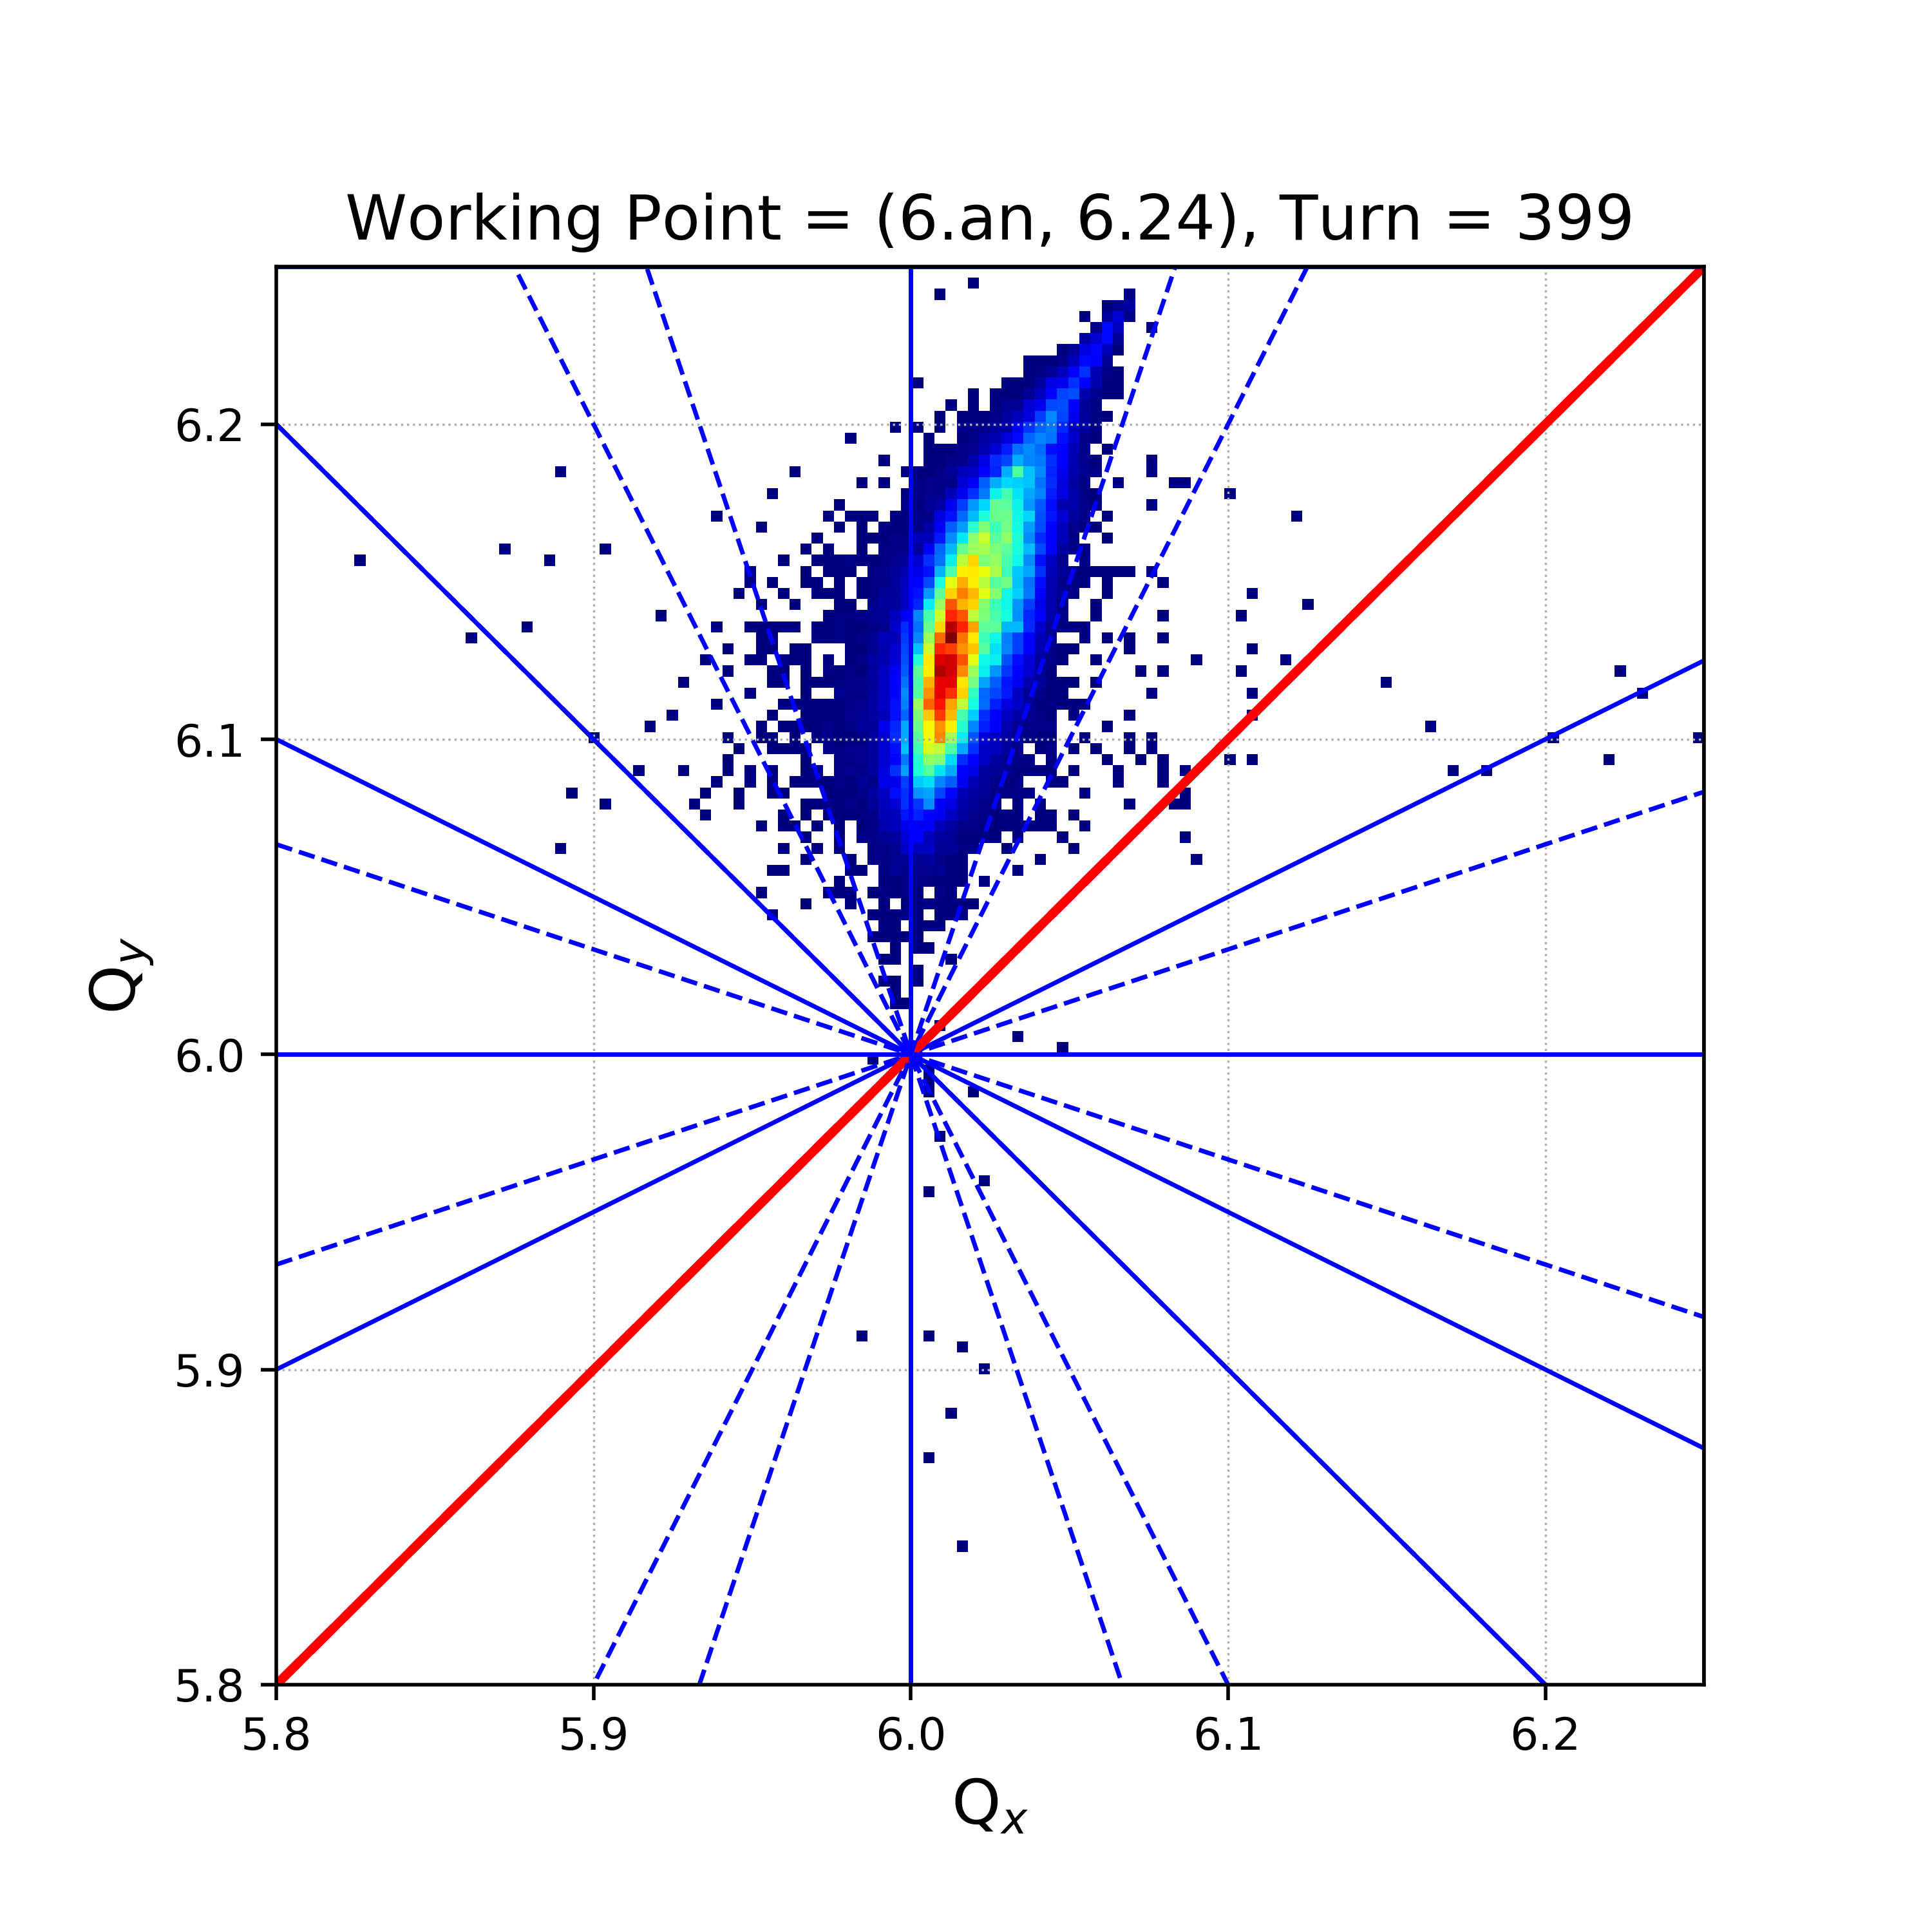 Working Point = (6.an, 6.24), Turn = 399
6.2
6.1
6.0
5.9
5.8
Qy
5.8 5.9 6.0 6.1 6.2
Qx